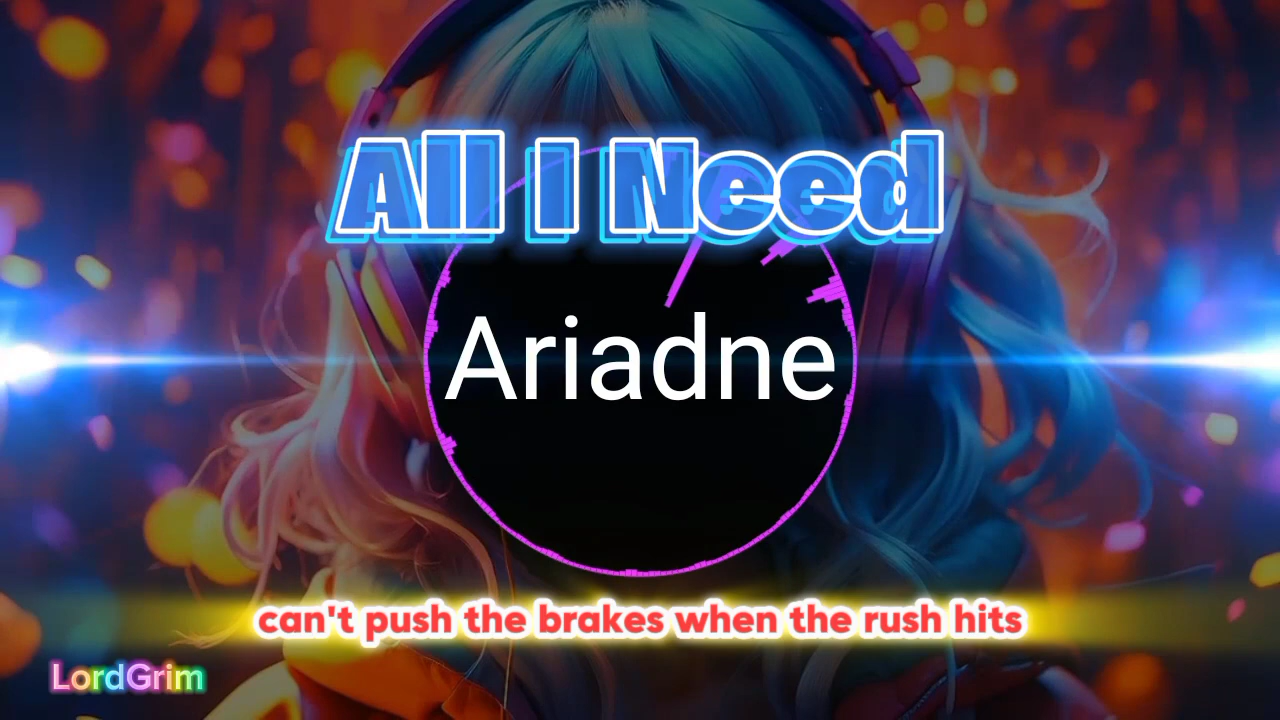 All I Need
Ariadne
can't push the brakes when the rush hits
LordGrim